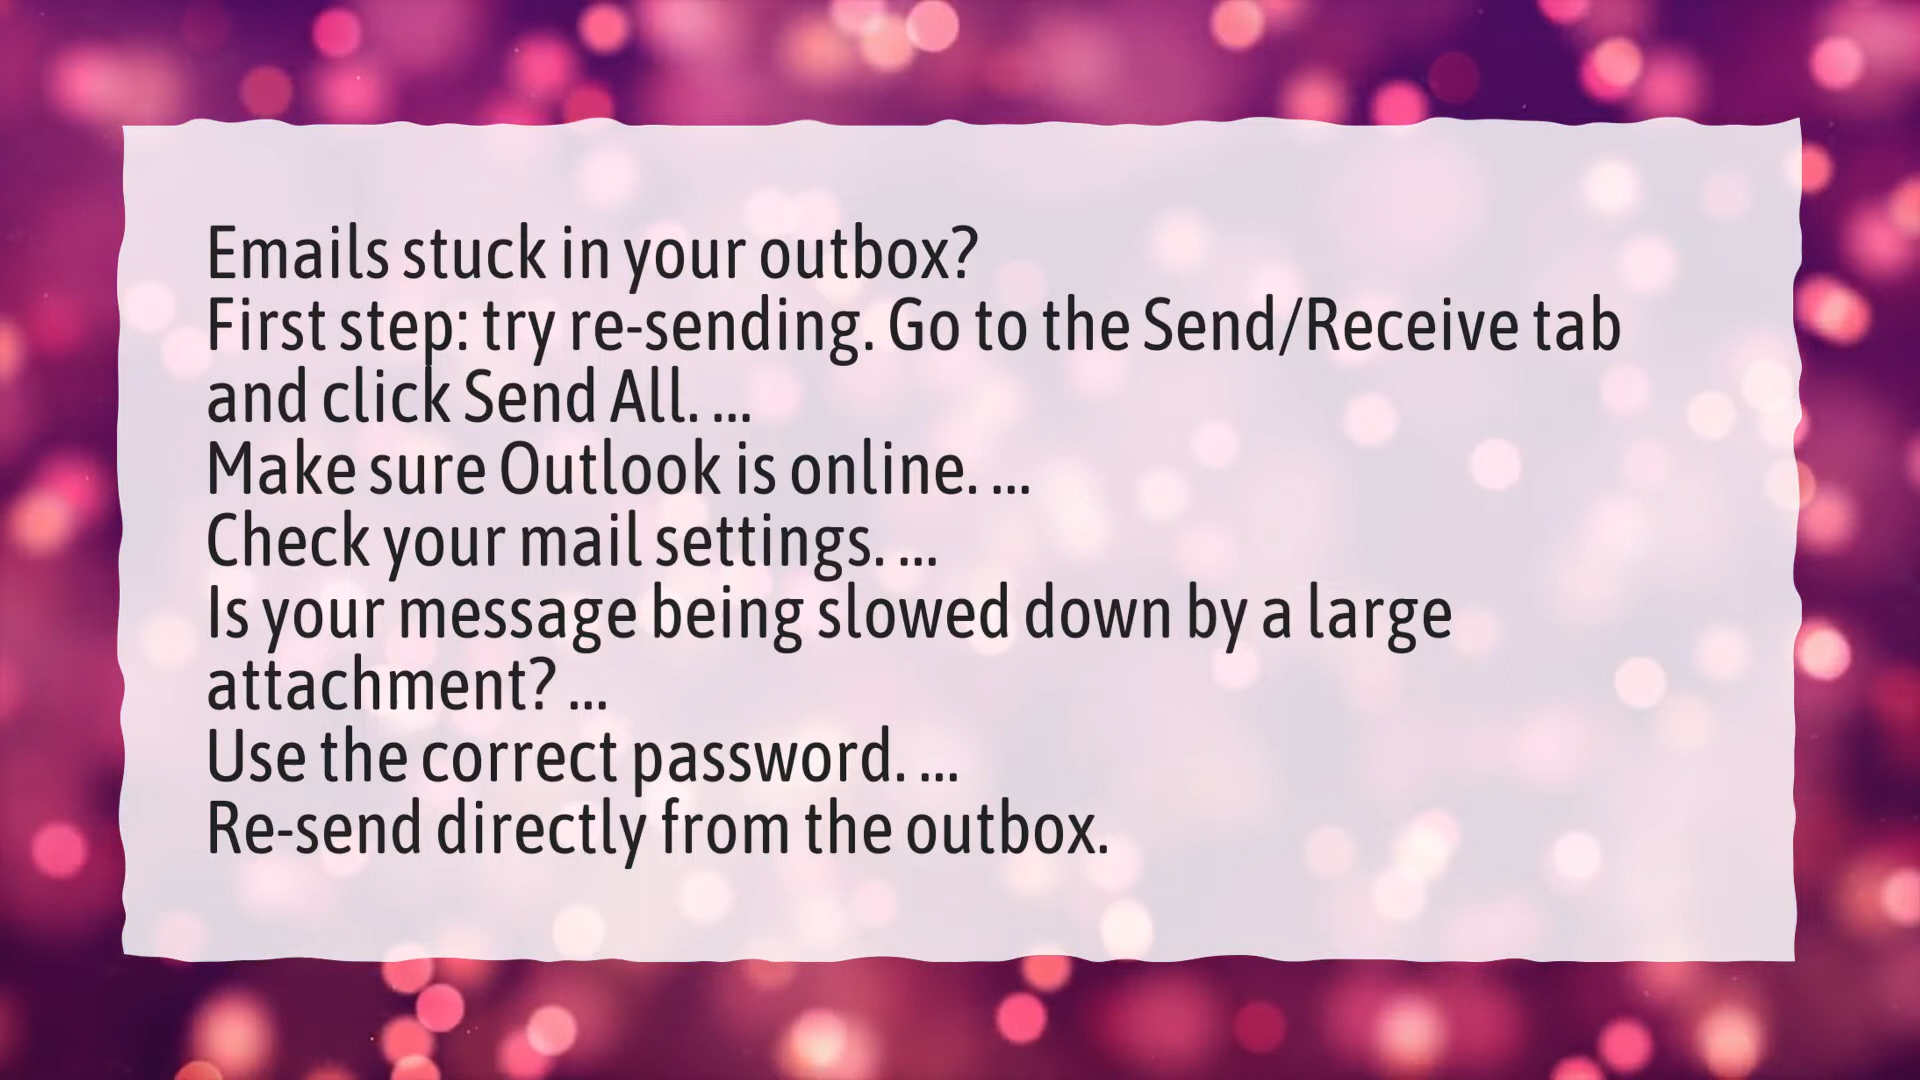 Emails stuck in your outbox?
First step: try re-sending. Go to the Send/Receive tab
and click Send All. ...
Make sure Outlook is online. ...
Check your mail settings. ...
Is your message being slowed down by a large
attachment? ...
Use the correct password. ...
Re-send directly from the outbox.